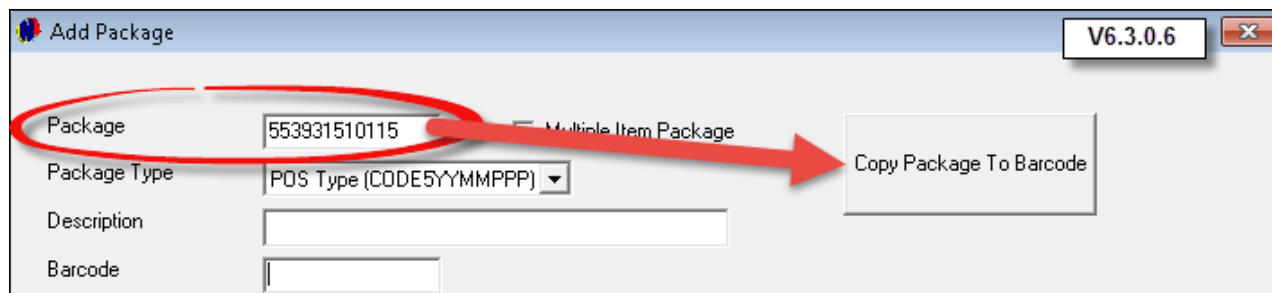 Add Package
V6.3.0.6
Package 553931510115 Multiple Item Package
Copy Package To Barcode
Package Type POS Type (CODE5YYMMPPP)
Description
Barcode